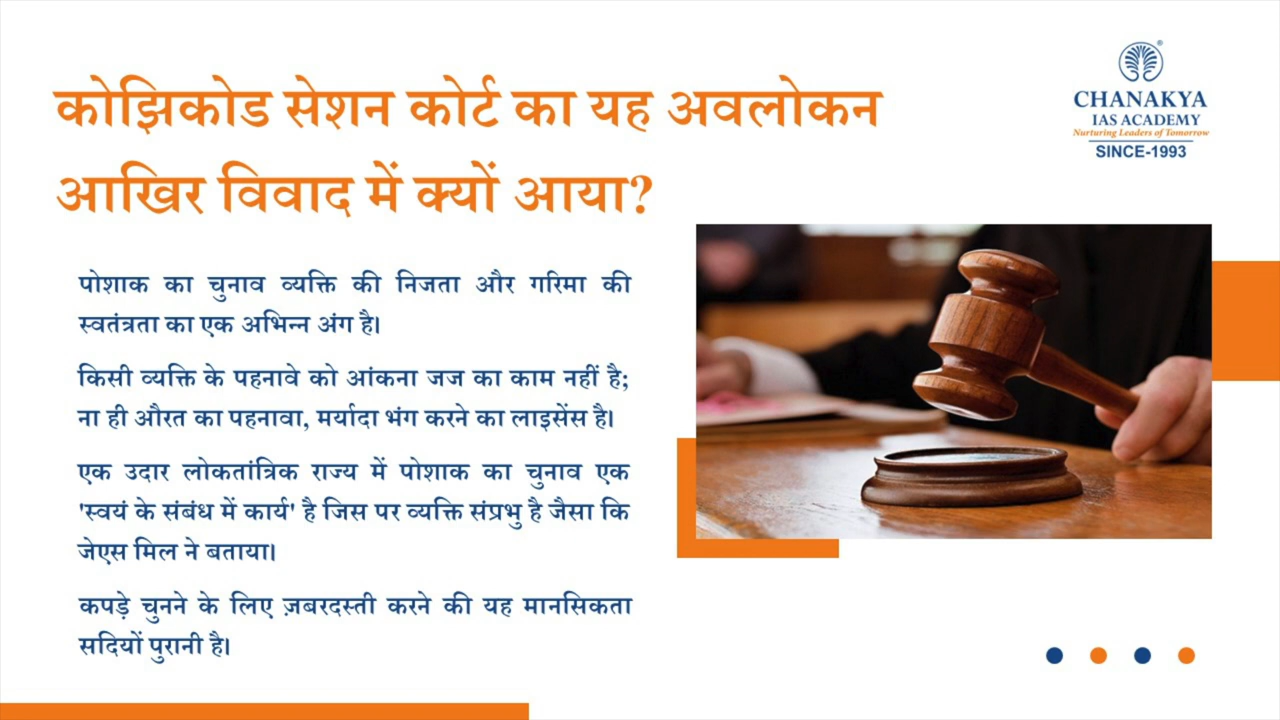 कोझिकोड सेशन कोर्ट का यह अवलोकन
आखिर विवाद में क्यों आया?
CHANAKYA
IAS ACADEMY
Nurturing Leaders of Tomorrow
SINCE-1993
पोशाक का चुनाव व्यक्ति की निजता और गरिमा की
स्वतंत्रता का एक अभिन्न अंग है।
किसी व्यक्ति के पहनावे को आंकना जज का काम नहीं है;
ना ही औरत का पहनावा, मर्यादा भंग करने का लाइसेंस है।
एक उदार लोकतांत्रिक राज्य में पोशाक का चुनाव एक
'स्वयं के संबंध में कार्य' है जिस पर व्यक्ति संप्रभु है जैसा कि
जेएस मिल ने बताया।
कपड़े चुनने के लिए ज़बरदस्ती करने की यह मानसिकता
सदियों पुरानी है।